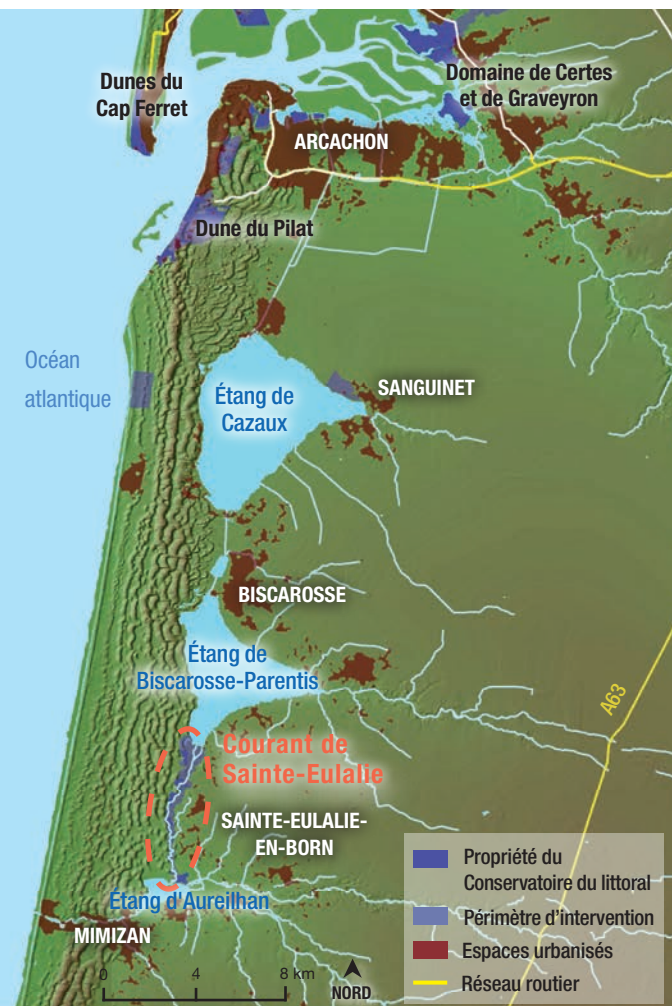 Dunes du
Cap Ferret
Domaine de Certes
et de Graveyron
ARCACHON
Dune du Pilat
Océan
atlantique
Étang de
Cazaux
SANGUINET
BISCAROSSE
Étang de
Biscarosse-Parentis
A63
Courant de
Sainte-Eulalie
SAINTE-EULALIE-
EN-BORN
Étang d'Aureilhan
MIMIZAN
0 4 8 km
NORD
Propriété du
Conservatoire du littoral
Périmètre d'intervention
Espaces urbanisés
Réseau routier